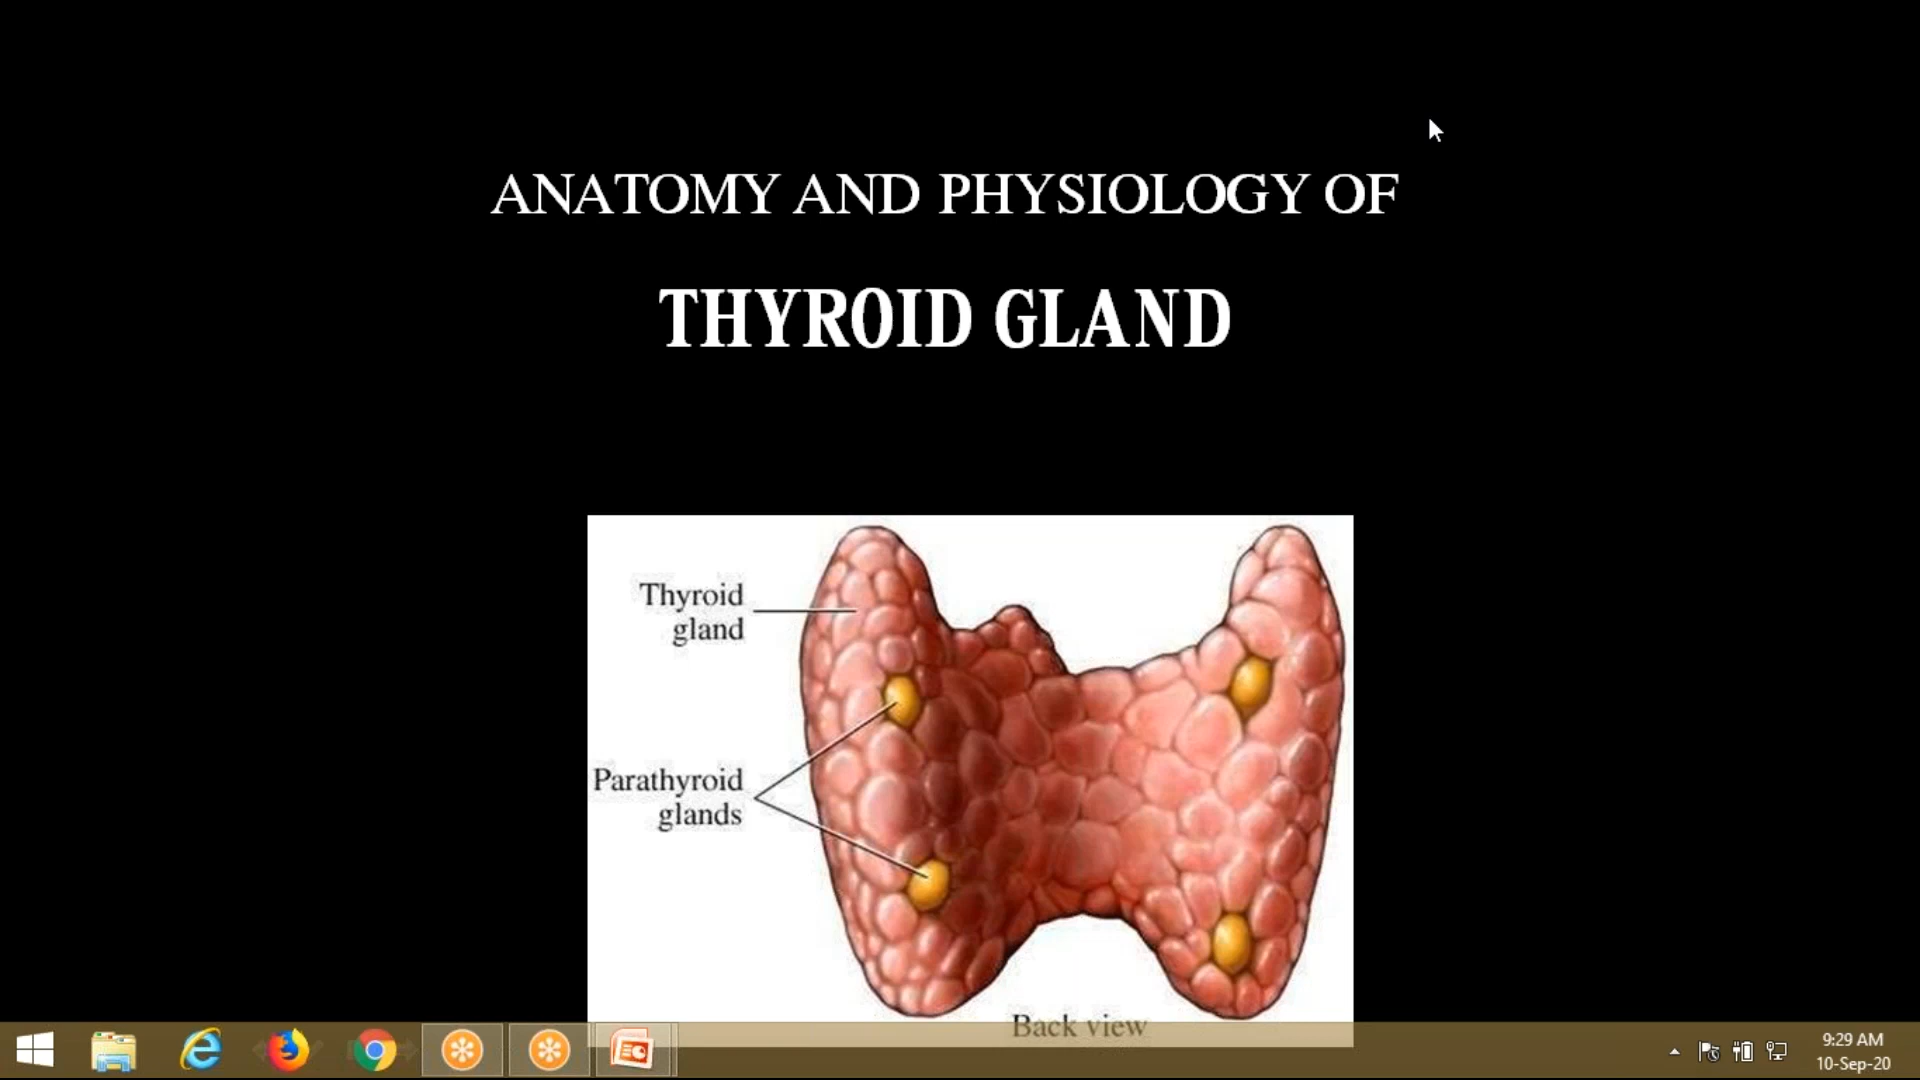 ANATOMY AND PHYSIOLOGY OF
THYROID GLAND
Thyroid
gland
Parathyroid
glands
Back view
9:29 AM
10-Sep-20